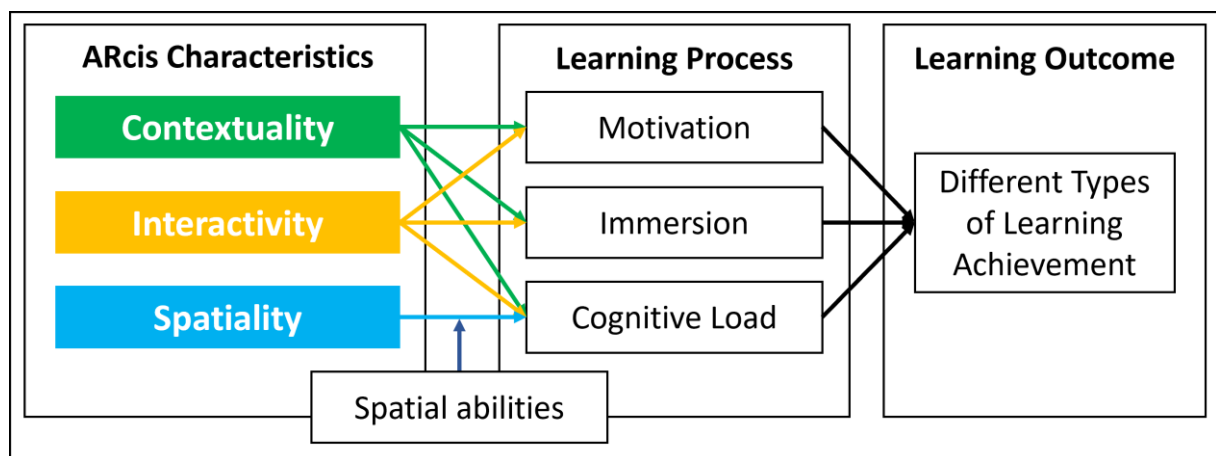 ARcis Characteristics
Contextuality
Interactivity
Spatiality
Spatial abilities
Learning Process
Motivation
Immersion
Cognitive Load
Learning Outcome
Different Types
of Learning
Achievement